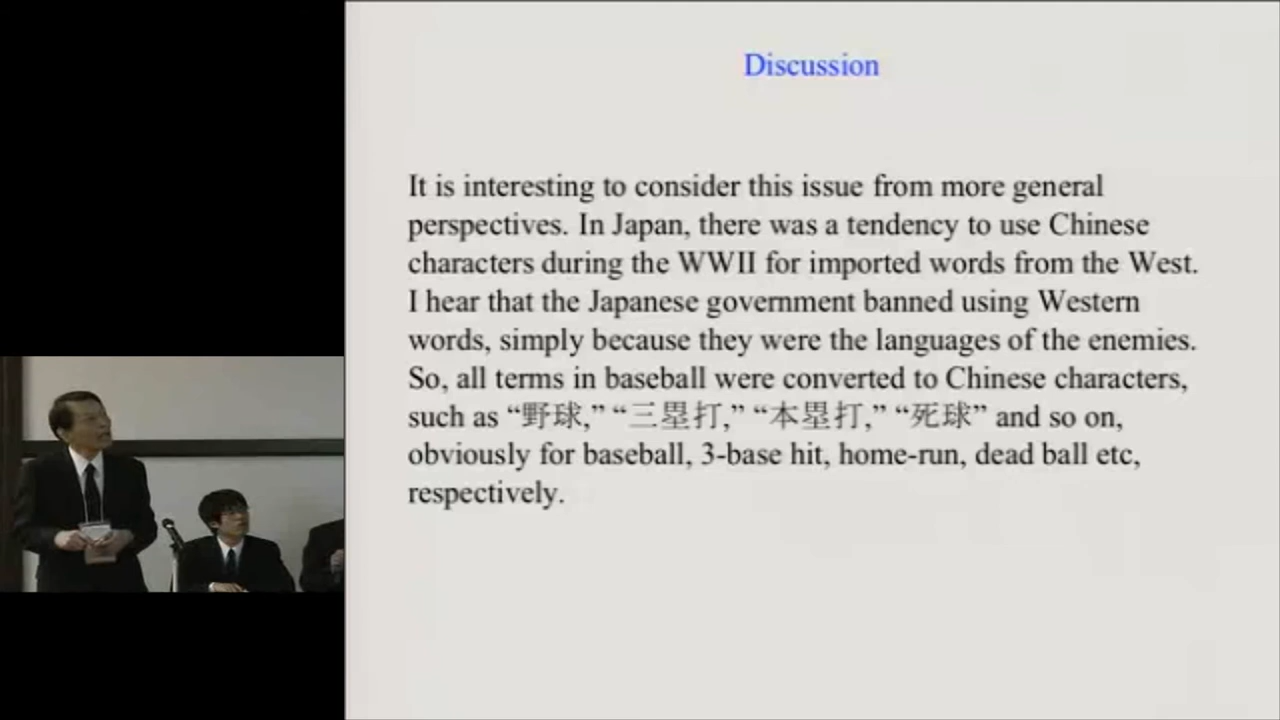 Discussion
It is interesting to consider this issue from more general
perspectives. In Japan, there was a tendency to use Chinese
characters during the WWII for imported words from the West.
I hear that the Japanese government banned using Western
words, simply because they were the languages of the enemies.
So, all terms in baseball were converted to Chinese characters,
such as “野球,” “三塁打,” “本塁打,” “死球” and so on,
obviously for baseball, 3-base hit, home-run, dead ball etc,
respectively.